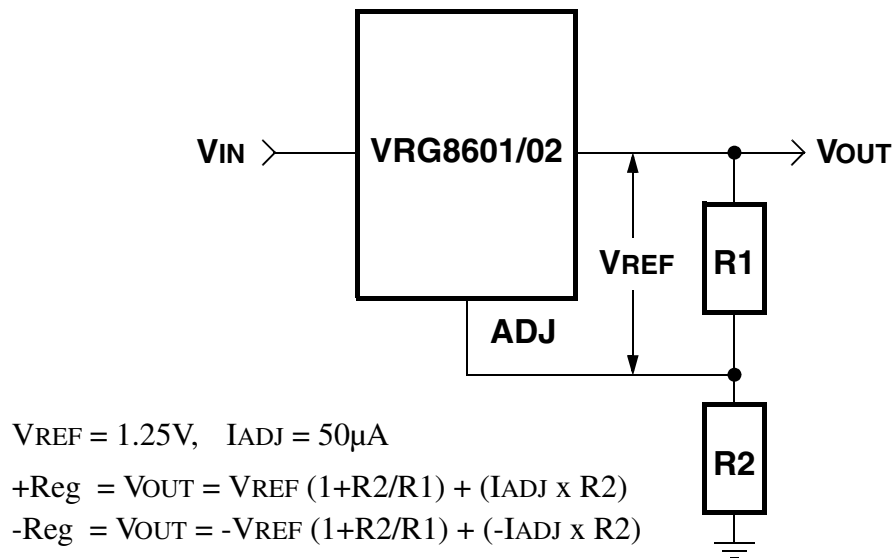 VIN
VRG8601/02
VOUT
VREF
R1
ADJ
R2
VREF = 1.25V, IADJ = 50µA
+Reg = VOUT = VREF (1+R2/R1) + (IADJ x R2)
-Reg = VOUT = -VREF (1+R2/R1) + (-IADJ x R2)